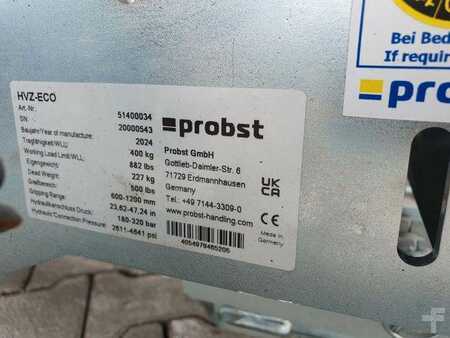 HVZ-ECO
Art.-Nr.: 51400034
SN: 20000543
Baujahr/Year of manufacture: 2024
Tragfähigkeit/WLL: 400 kg
Working Load Limit/WLL: 882 lbs
Eigengewicht: 227 kg
Dead Weight: 500 lbs
Greifbereich: 600-1200 mm
Gripping Range: 23,62-47,24 in
Hydraulikanschluss Druck: 180-320 bar
Hydraulic Connection Pressure: 2611-4641 psi
probst
Probst GmbH
Gottlieb-Daimler-Str. 6
71729 Erdmannhausen
Germany
Tel.: +49 7144-3309-0
www.probst-handling.com
UK
CA
4054978485205
Made in
Germany
Bei Bed
If require
pro